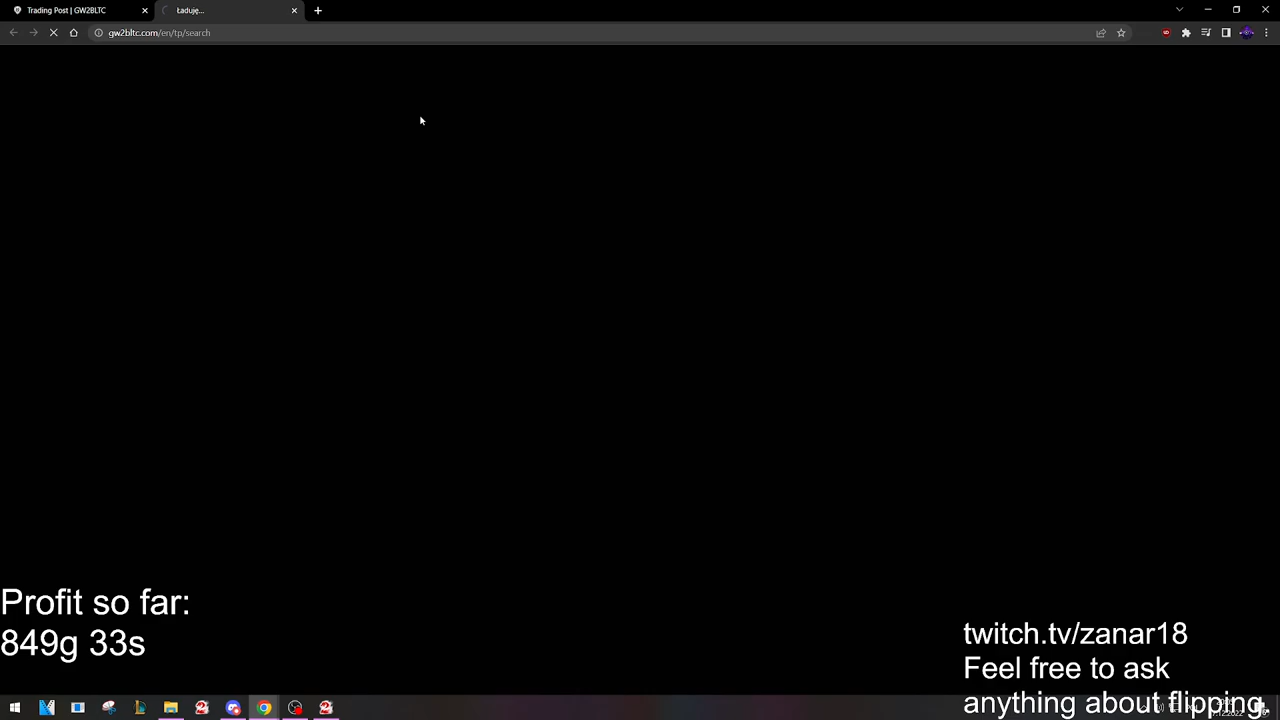 Trading Post | GW2BLTC
Ładuję...
gw2bltc.com/en/tp/search
Profit so far:
849g 33s
twitch.tv/zanar18
Feel free to ask
anything about flipping.